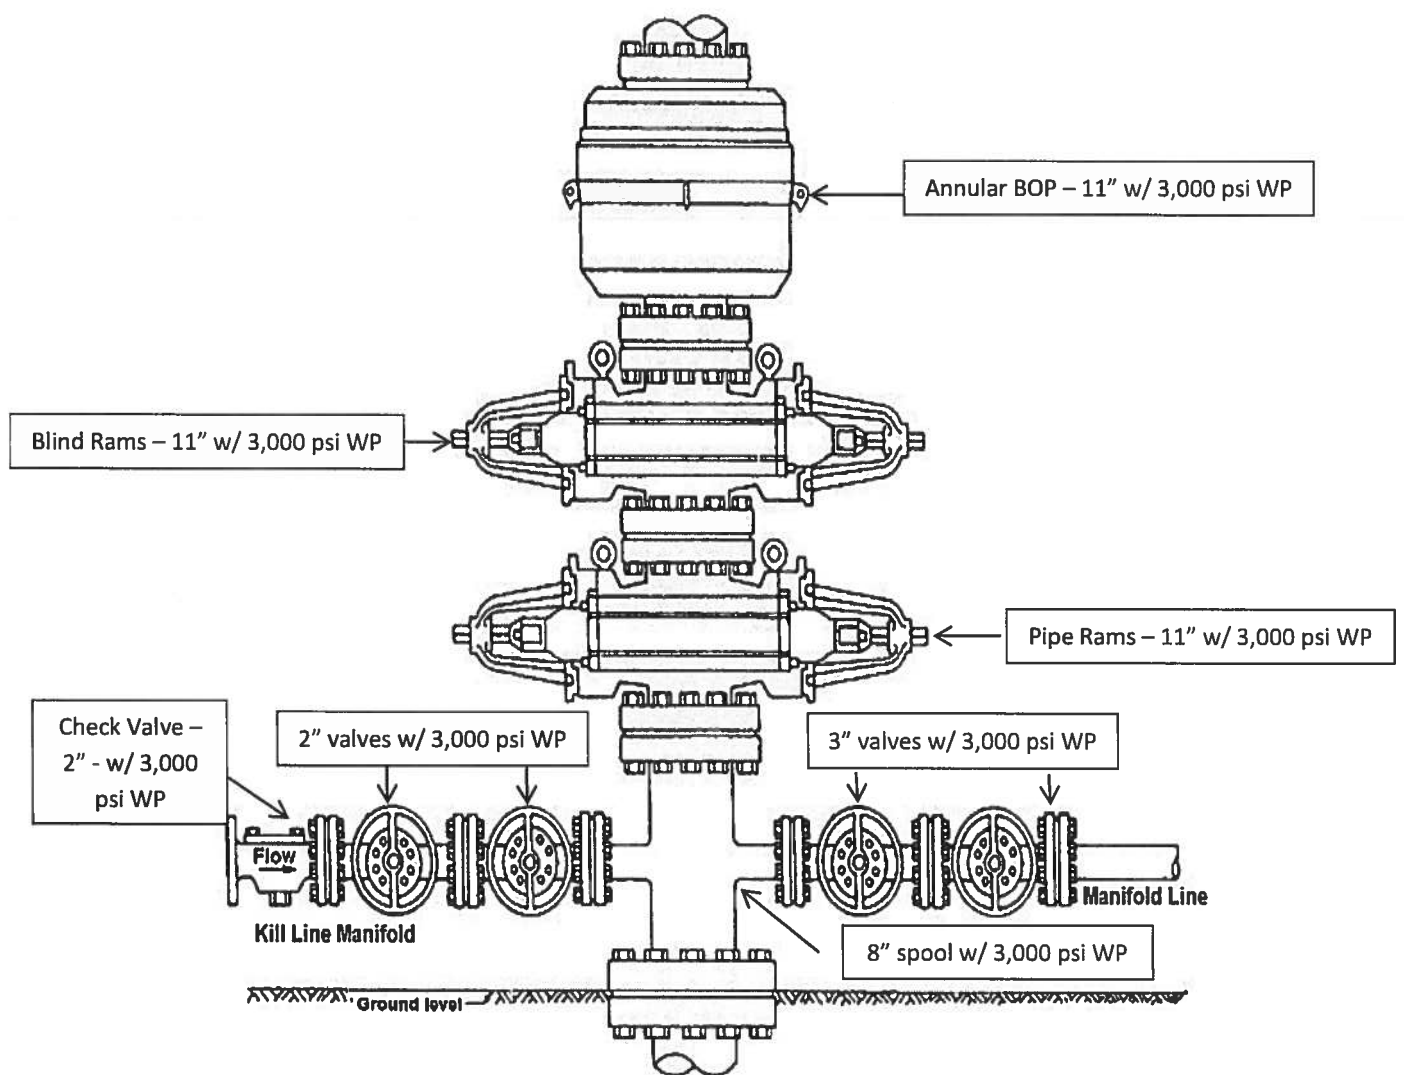 Annular BOP – 11” w/ 3,000 psi WP
Blind Rams – 11” w/ 3,000 psi WP
Pipe Rams – 11” w/ 3,000 psi WP
Check Valve –
2” - w/ 3,000
psi WP
2” valves w/ 3,000 psi WP
3” valves w/ 3,000 psi WP
Flow
Kill Line Manifold
Manifold Line
8” spool w/ 3,000 psi WP
Ground level